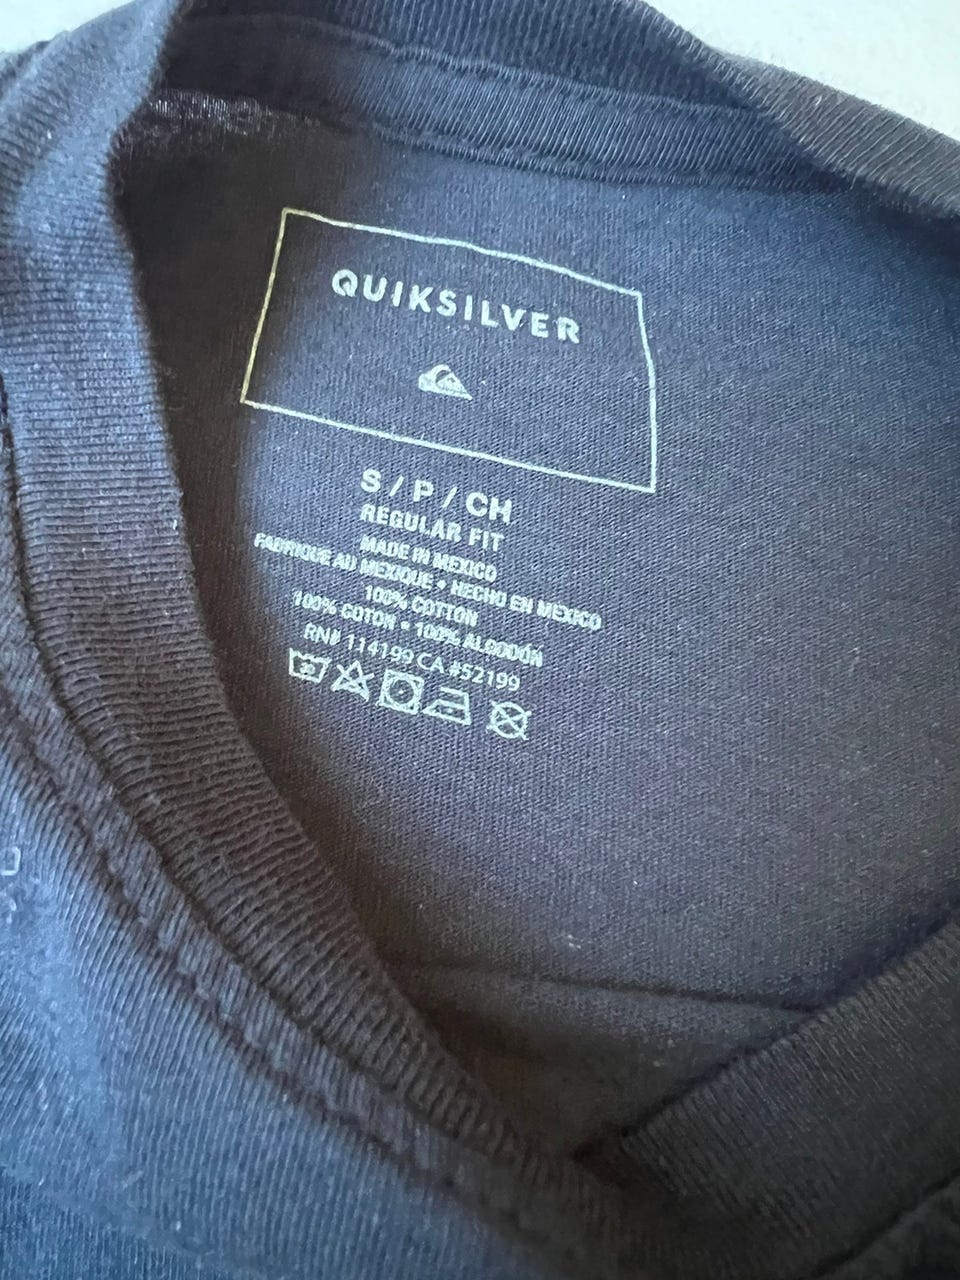 QUIKSILVER
S / P / CH
REGULAR FIT
MADE IN MEXICO
FABRIQUE AU MEXIQUE • HECHO EN MEXICO
100% COTTON
100% COTON • 100% ALGODÓN
RN# 114199 CA #52199